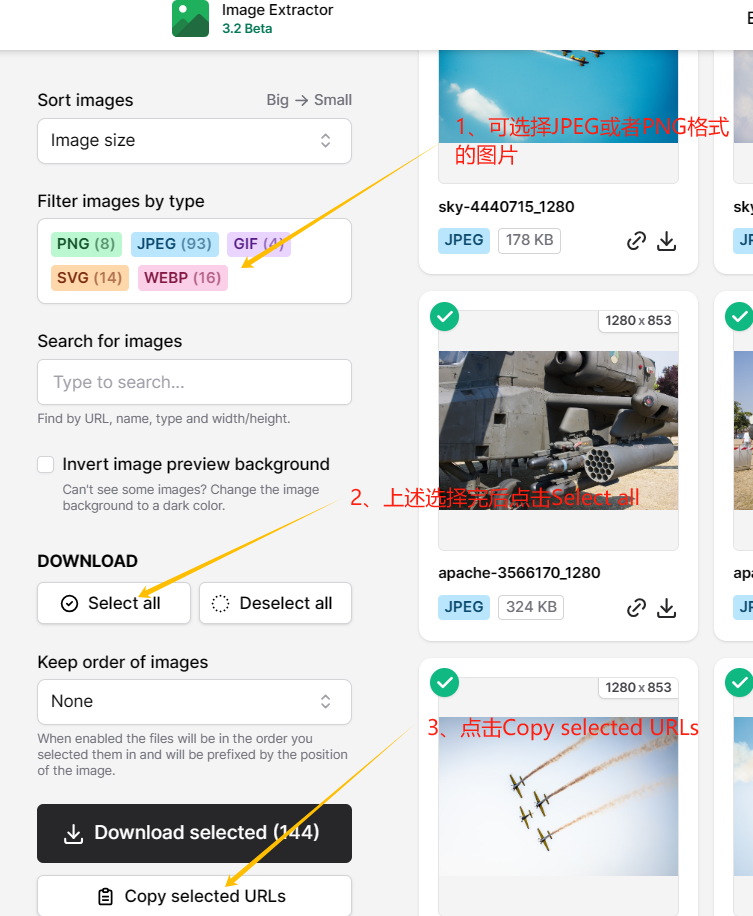 Image Extractor
3.2 Beta
E
Sort images
Big → Small
Image size
Filter images by type
PNG (8) JPEG (93) GIF (4)
SVG (14) WEBP (16)
Search for images
Type to search...
Find by URL, name, type and width/height.
Invert image preview background
Can't see some images? Change the image
background to a dark color.
DOWNLOAD
Select all
Deselect all
Keep order of images
None
When enabled the files will be in the order you
selected them in and will be prefixed by the position
of the image.
Download selected (144)
Copy selected URLs
1、可选择JPEG或者PNG格式
的图片
sky-4440715_1280
sky
JPEG 178 KB
JP
1280 x 853
2、上述选择完后点击Select all
apache-3566170_1280
apa
JPEG 324 KB
JP
1280 x 853
3、点击Copy selected URLs